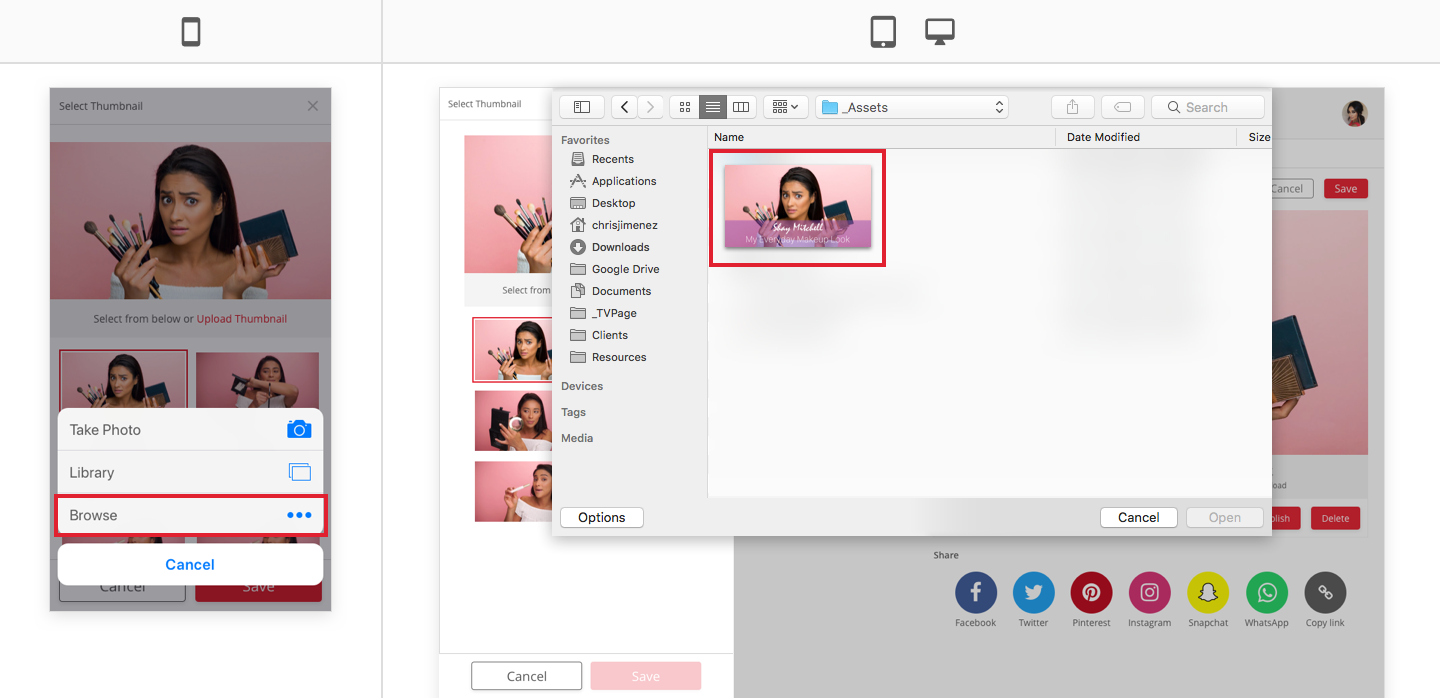 Select Thumbnail
Select from below or Upload Thumbnail
Take Photo
Library
Browse
Cancel
Cancel
Save
Select Thumbnail
Select from
Cancel
Save
_Assets
Search
Favorites
Recents
Applications
Desktop
chrisjimenez
Downloads
Google Drive
Documents
_TVPage
Clients
Resources
Devices
Tags
Media
Name
Date Modified
Size
Shay Mitchell
My Everyday Makeup Look
Options
Cancel
Open
Cancel
Save
Delete
Share
Facebook
Twitter
Pinterest
Instagram
Snapchat
WhatsApp
Copy link